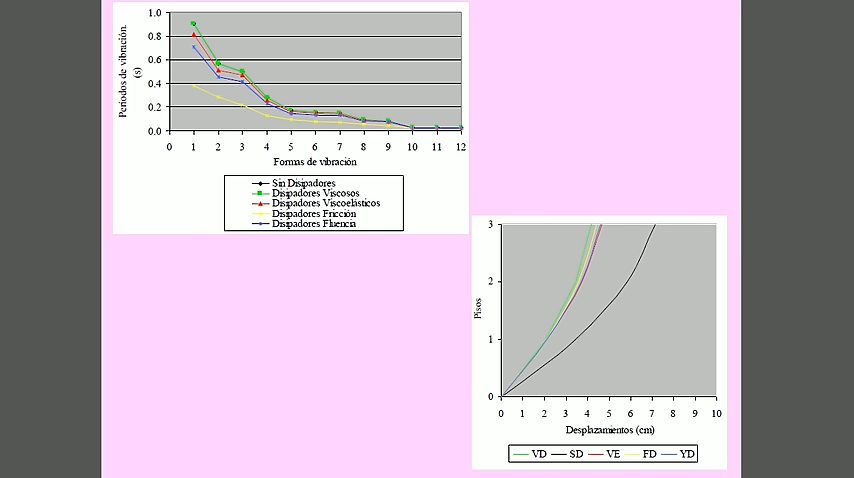 Períodos de vibración.
(s)
1.0
0.8
0.6
0.4
0.2
0.0
0 1 2 3 4 5 6 7 8 9 10 11 12
Formas de vibración
Sin Disipadores
Disipadores Viscosos
Disipadores Viscoelásticos
Disipadores Fricción
Disipadores Fluencia
Pisos
3
2
1
0
0 1 2 3 4 5 6 7 8 9 10
Desplazamientos (cm)
VD SD VE FD YD